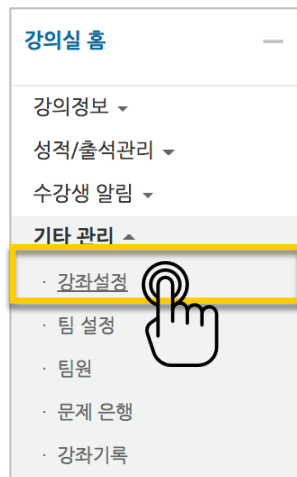 강의실 홈
강의정보
성적/출석관리
수강생 알림
기타 관리
· 강좌설정
· 팀 설정
· 팀원
· 문제 은행
· 강좌기록